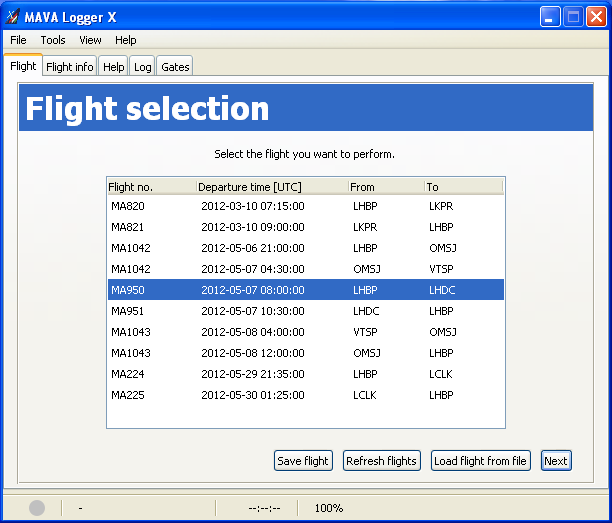 MAVA Logger X
File Tools View Help
Flight Flight info Help Log Gates
Flight selection
Select the flight you want to perform.
Flight no. Departure time [UTC] From To
MA820 2012-03-10 07:15:00 LHBP LKPR
MA821 2012-03-10 09:00:00 LKPR LHBP
MA1042 2012-05-06 21:00:00 LHBP OMSJ
MA1042 2012-05-07 04:30:00 OMSJ VTSP
MA950 2012-05-07 08:00:00 LHBP LHDC
MA951 2012-05-07 10:30:00 LHDC LHBP
MA1043 2012-05-08 04:00:00 VTSP OMSJ
MA1043 2012-05-08 12:00:00 OMSJ LHBP
MA224 2012-05-29 21:35:00 LHBP LCLK
MA225 2012-05-30 01:25:00 LCLK LHBP
Save flight Refresh flights Load flight from file Next
- --:--:-- 100%